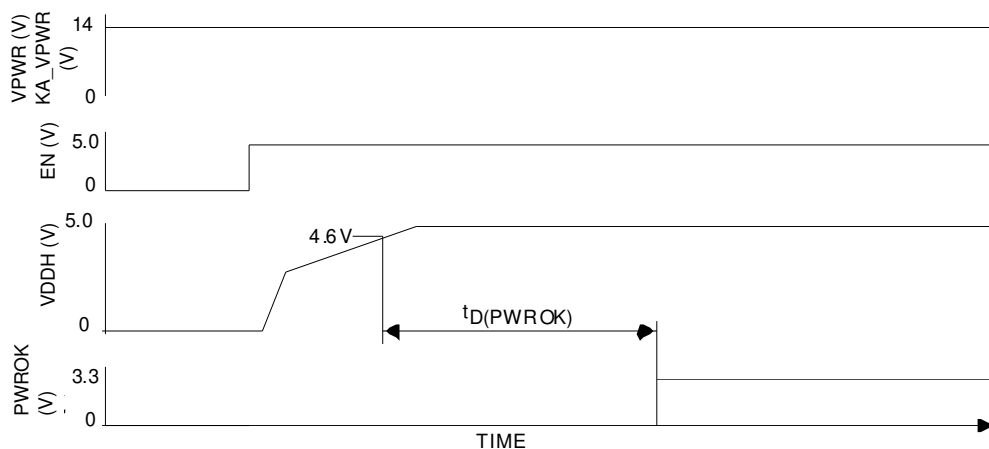 VPWR (V)
KA_VPWR
(V)
14
0
EN (V)
5.0
0
VDDH (V)
5.0
0
4.6V
tD(PWROK)
PWROK
(V)
3.3
0
TIME